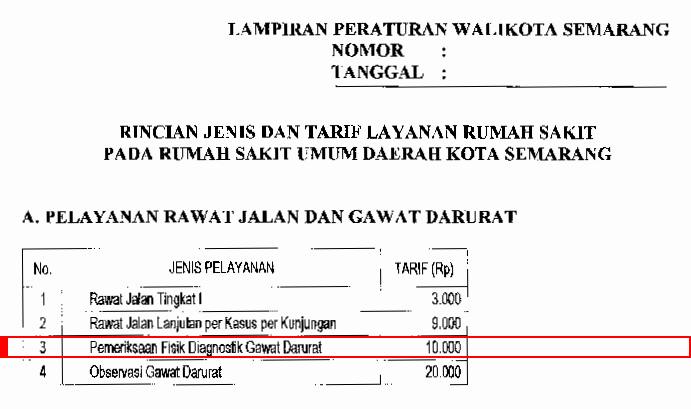 LAMPIRAN PERATURAN WALIKOTA SEMARANG
NOMOR :
TANGGAL :
RINCIAN JENIS DAN TARIF LAYANAN RUMAH SAKIT
PADA RUMAH SAKIT UMUM DAERAH KOTA SEMARANG
A. PELAYANAN RAWAT JALAN DAN GAWAT DARURAT
No. JENIS PELAYANAN TARIF (Rp)
1 Rawat Jalan Tingkat I 3.000
2 Rawat Jalan Lanjutan per Kasus per Kunjungan 9.000
3 Pemeriksaan Fisik Diagnostik Gawat Darurat 10.000
4 Observasi Gawat Darurat 20.000